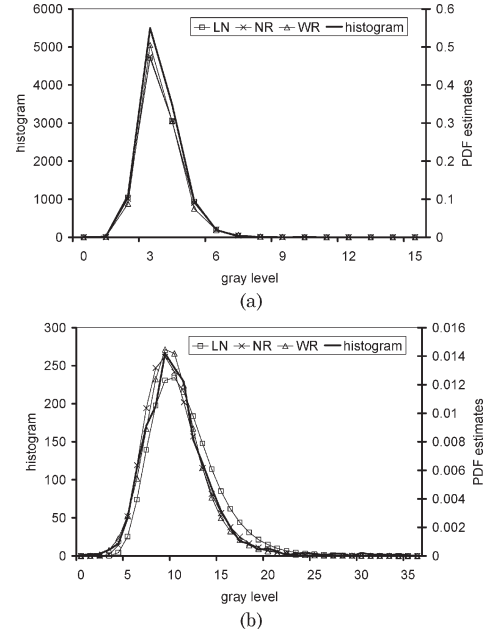 6000
5000
4000
3000
2000
1000
0
histogram
LN NR WR histogram
0.6
0.5
0.4
0.3
0.2
0.1
0
PDF estimates
0 3 6 9 12 15
gray level
(a)
300
250
200
150
100
50
0
histogram
LN NR WR histogram
0.016
0.014
0.012
0.01
0.008
0.006
0.004
0.002
0
PDF estimates
0 5 10 15 20 25 30 35
gray level
(b)